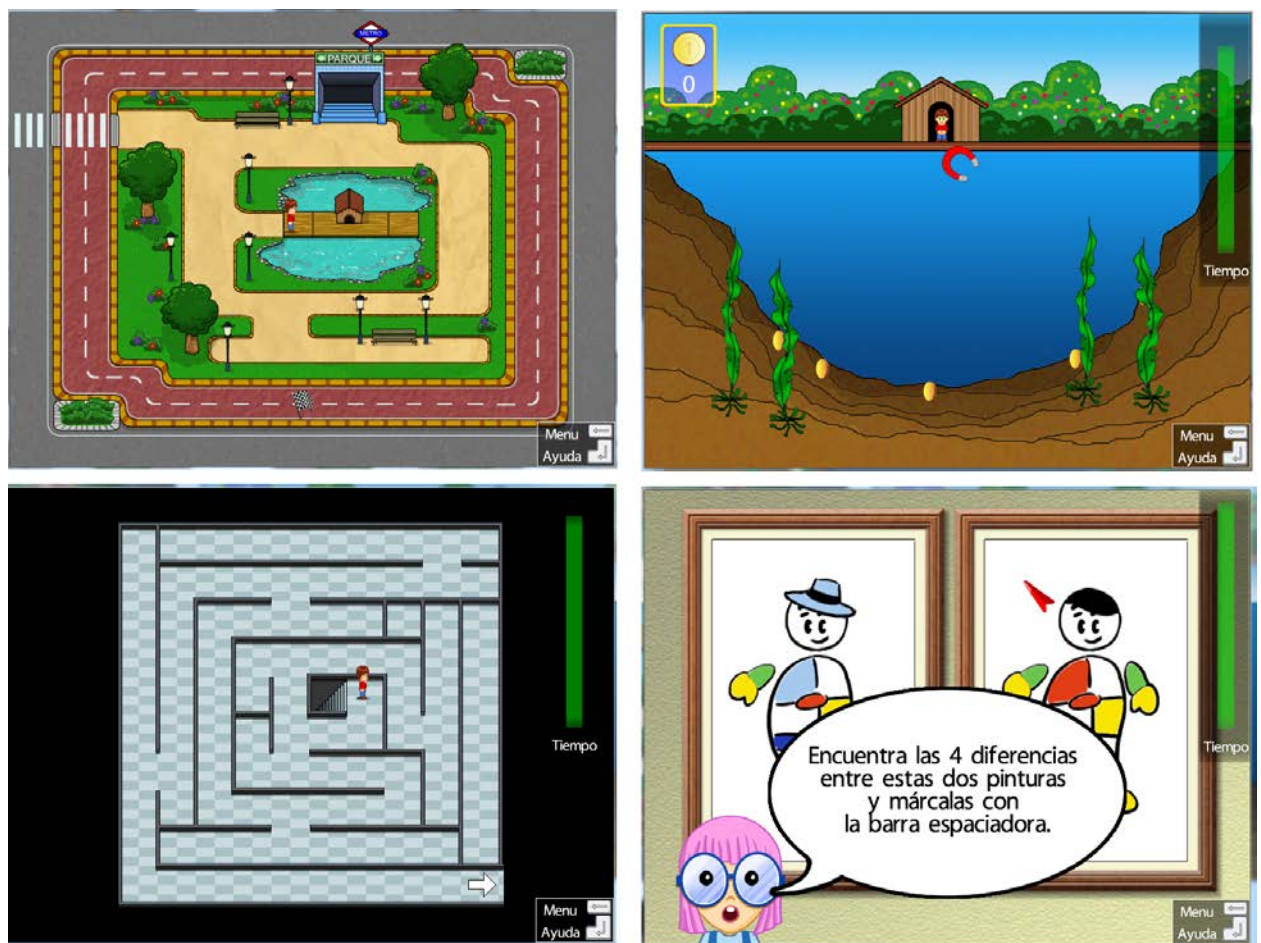 METRO
PARQUE
Menu
Ayuda
1
0
Tiempo
Menu
Ayuda
Tiempo
Menu
Ayuda
Encuentra las 4 diferencias
entre estas dos pinturas
y márcalas con
la barra espaciadora.
Tiempo
Menu
Ayuda